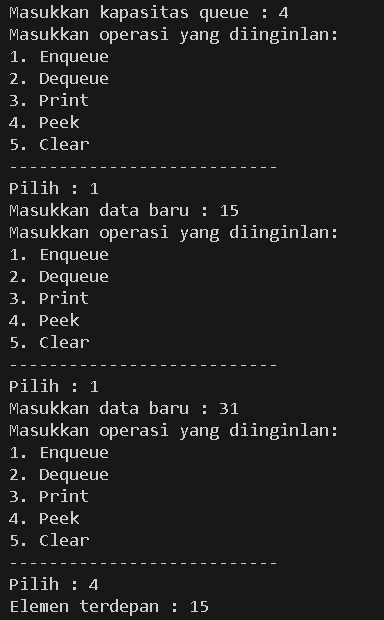 Masukkan kapasitas queue : 4
Masukkan operasi yang diinginlan:
1. Enqueue
2. Dequeue
3. Print
4. Peek
5. Clear
---------------------------
Pilih : 1
Masukkan data baru : 15
Masukkan operasi yang diinginlan:
1. Enqueue
2. Dequeue
3. Print
4. Peek
5. Clear
---------------------------
Pilih : 1
Masukkan data baru : 31
Masukkan operasi yang diinginlan:
1. Enqueue
2. Dequeue
3. Print
4. Peek
5. Clear
---------------------------
Pilih : 4
Elemen terdepan : 15